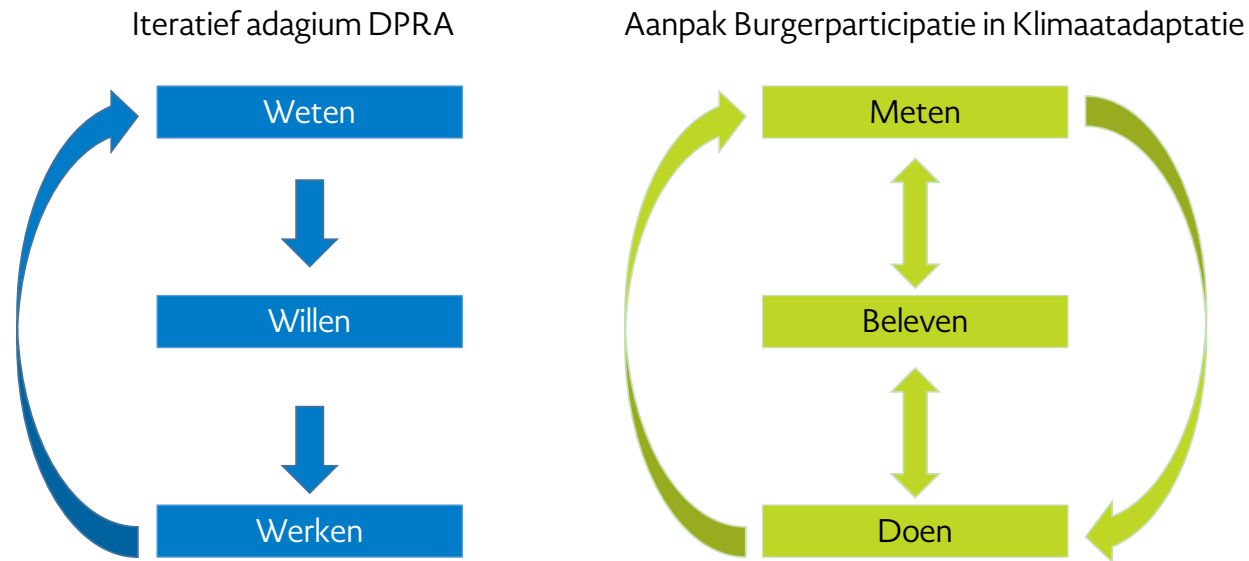 Iteratief adagium DPRA
Weten
Willen
Werken
Aanpak Burgerparticipatie in Klimaatadaptatie
Meten
Beleven
Doen